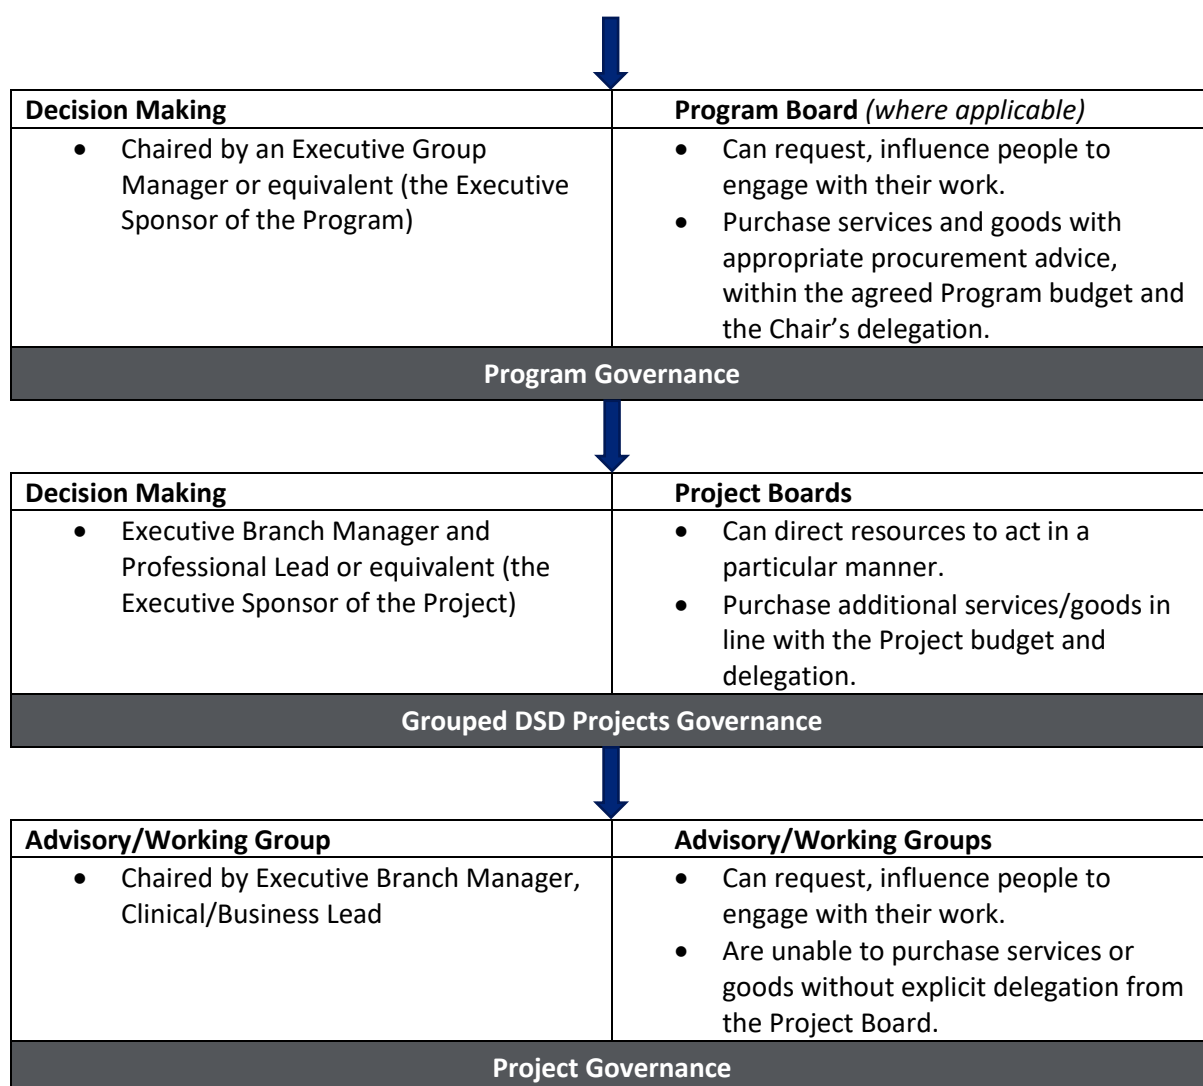 Decision Making
Program Board (where applicable)
• Chaired by an Executive Group
Manager or equivalent (the Executive
Sponsor of the Program)
• Can request, influence people to
engage with their work.
• Purchase services and goods with
appropriate procurement advice,
within the agreed Program budget and
the Chair’s delegation.
Program Governance
Decision Making
Project Boards
• Executive Branch Manager and
Professional Lead or equivalent (the
Executive Sponsor of the Project)
• Can direct resources to act in a
particular manner.
• Purchase additional services/goods in
line with the Project budget and
delegation.
Grouped DSD Projects Governance
Advisory/Working Group
Advisory/Working Groups
• Chaired by Executive Branch Manager,
Clinical/Business Lead
• Can request, influence people to
engage with their work.
• Are unable to purchase services or
goods without explicit delegation from
the Project Board.
Project Governance